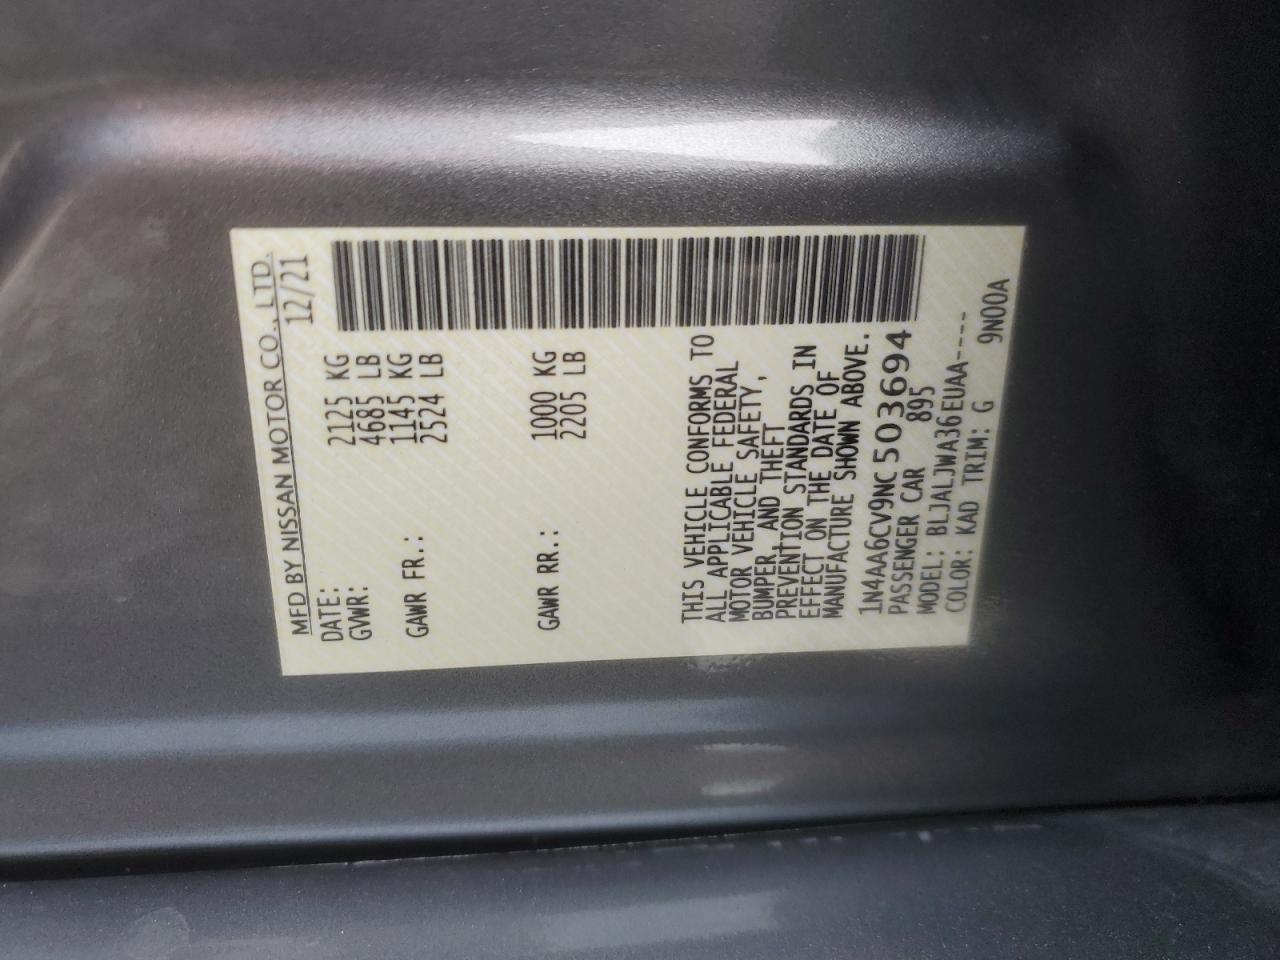 MFD BY NISSAN MOTOR CO., LTD.
DATE: 12/21
GVWR: 2125 KG
4685 LB
GAWR FR.: 1145 KG
2524 LB
GAWR RR.: 1000 KG
2205 LB
THIS VEHICLE CONFORMS TO
ALL APPLICABLE FEDERAL
MOTOR VEHICLE SAFETY,
BUMPER, AND THEFT
PREVENTION STANDARDS IN
EFFECT ON THE DATE OF
MANUFACTURE SHOWN ABOVE.
1N4AA6CV9NC503694
PASSENGER CAR 895
MODEL: BLJALJWA36EUAA----
COLOR: KAD TRIM: G 9N00A